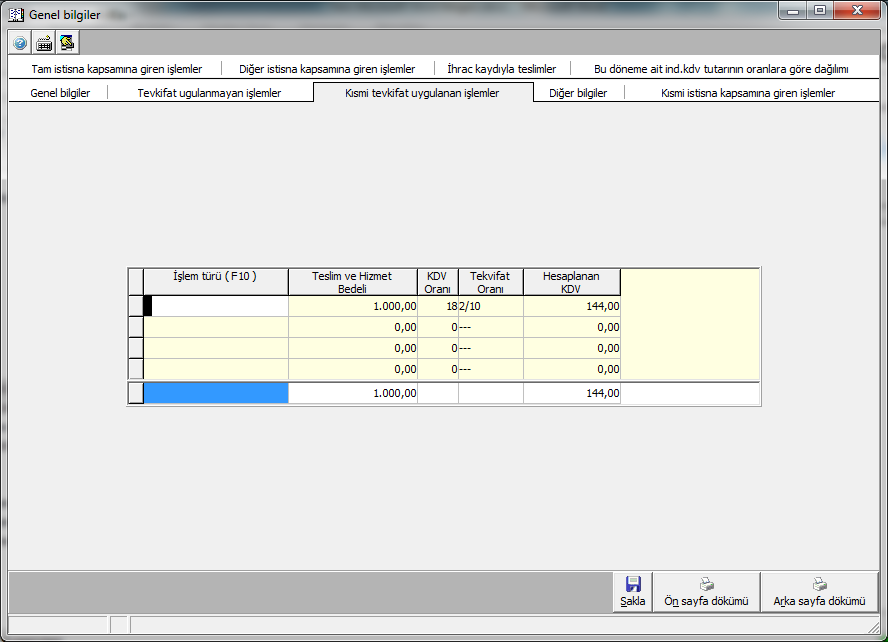 Genel bilgiler
Tam istisna kapsamına giren işlemler Diğer istisna kapsamına giren işlemler İhrac kaydıyla teslimler Bu döneme ait ind.kdv tutarının oranlara göre dağılımı
Genel bilgiler Tevkifat ugulanmayan işlemler Kısmi tevkifat uygulanan işlemler Diğer bilgiler Kısmi istisna kapsamına giren işlemler
İşlem türü ( F10 ) Teslim ve Hizmet Bedeli KDV Oranı Tekvifat Oranı Hesaplanan KDV
1.000,00 18 2/10 144,00
0,00 0 --- 0,00
0,00 0 --- 0,00
0,00 0 --- 0,00
1.000,00 144,00
Sakla Ön sayfa dökümü Arka sayfa dökümü